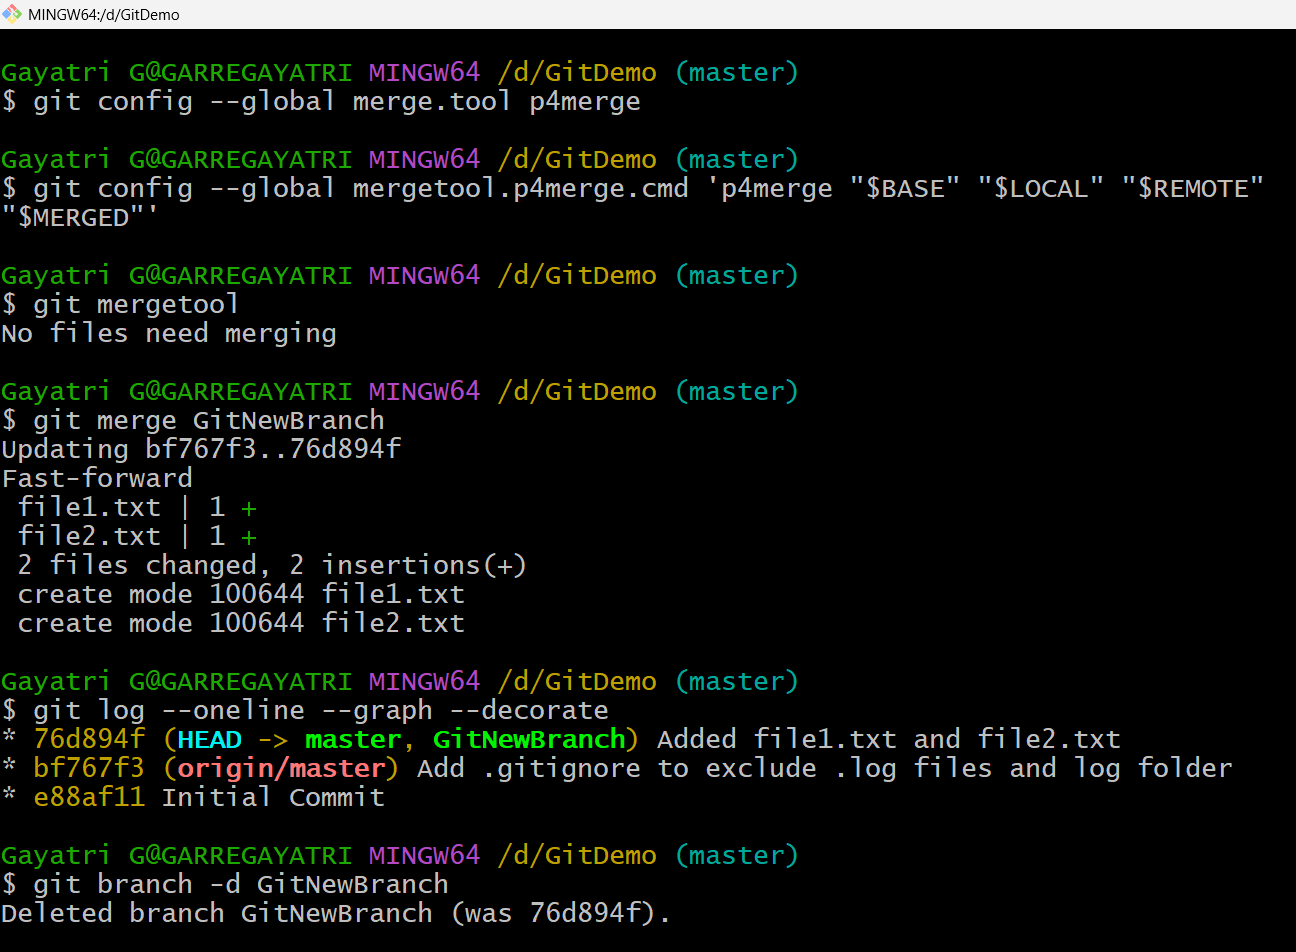 MINGW64:/d/GitDemo
Gayatri G@GARREGAYATRI MINGW64 /d/GitDemo (master)
$ git config --global merge.tool p4merge
Gayatri G@GARREGAYATRI MINGW64 /d/GitDemo (master)
$ git config --global mergetool.p4merge.cmd 'p4merge "$BASE" "$LOCAL" "$REMOTE"
"$MERGED"'
Gayatri G@GARREGAYATRI MINGW64 /d/GitDemo (master)
$ git mergetool
No files need merging
Gayatri G@GARREGAYATRI MINGW64 /d/GitDemo (master)
$ git merge GitNewBranch
Updating bf767f3..76d894f
Fast-forward
 file1.txt | 1 +
 file2.txt | 1 +
 2 files changed, 2 insertions(+)
 create mode 100644 file1.txt
 create mode 100644 file2.txt
Gayatri G@GARREGAYATRI MINGW64 /d/GitDemo (master)
$ git log --oneline --graph --decorate
* 76d894f (HEAD -> master, GitNewBranch) Added file1.txt and file2.txt
* bf767f3 (origin/master) Add .gitignore to exclude .log files and log folder
* e88af11 Initial Commit
Gayatri G@GARREGAYATRI MINGW64 /d/GitDemo (master)
$ git branch -d GitNewBranch
Deleted branch GitNewBranch (was 76d894f).